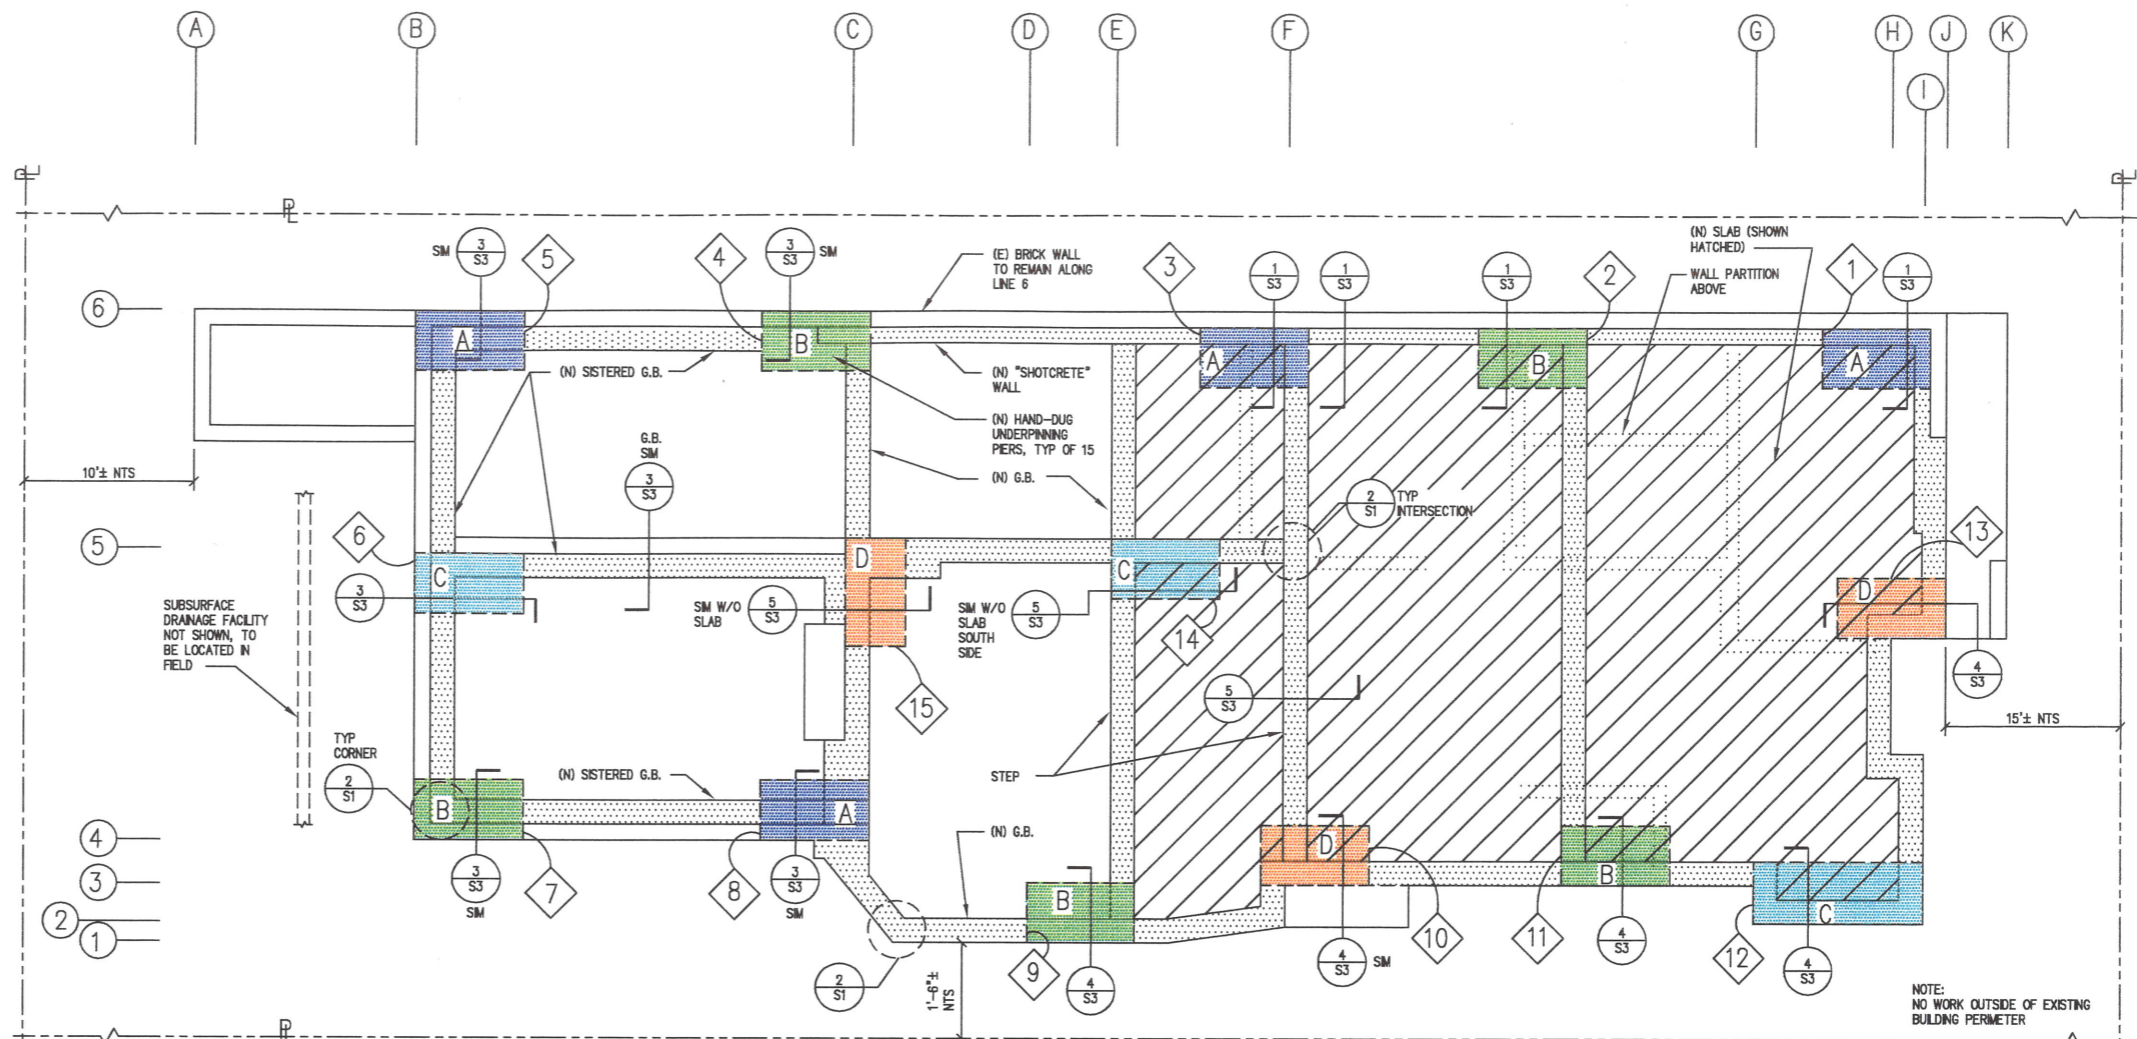 A
B
C
D
E
F
G
H
I
J
K
PL
PL
PL
6
5
4
3
2
1
SIM
3
S3
5
4
3
S3
SIM
(E) BRICK WALL
TO REMAIN ALONG
LINE 6
3
1
S3
1
S3
1
S3
2
(N) SLAB (SHOWN
HATCHED)
WALL PARTITION
ABOVE
1
1
S3
A
B
A
B
A
(N) SISTERED G.B.
(N) "SHOTCRETE"
WALL
(N) HAND-DUG
UNDERPINNING
PIERS, TYP OF 15
(N) G.B.
G.B.
SIM
3
S3
10'± NTS
2
S1
TYP
INTERSECTION
6
C
3
S3
D
SIM W/O
SLAB
5
S3
15
C
SIM W/O
SLAB
SOUTH
SIDE
5
S3
14
13
D
4
S3
5
S3
15'± NTS
SUBSURFACE
DRAINAGE FACILITY
NOT SHOWN, TO
BE LOCATED IN
FIELD
TYP
CORNER
2
S1
(N) SISTERED G.B.
STEP
(N) G.B.
B
A
B
D
B
C
3
S3
SIM
7
8
3
S3
SIM
2
S1
1'-6"±
NTS
9
4
S3
4
S3
SIM
10
11
4
S3
12
4
S3
NOTE:
NO WORK OUTSIDE OF EXISTING
BUILDING PERIMETER
PL